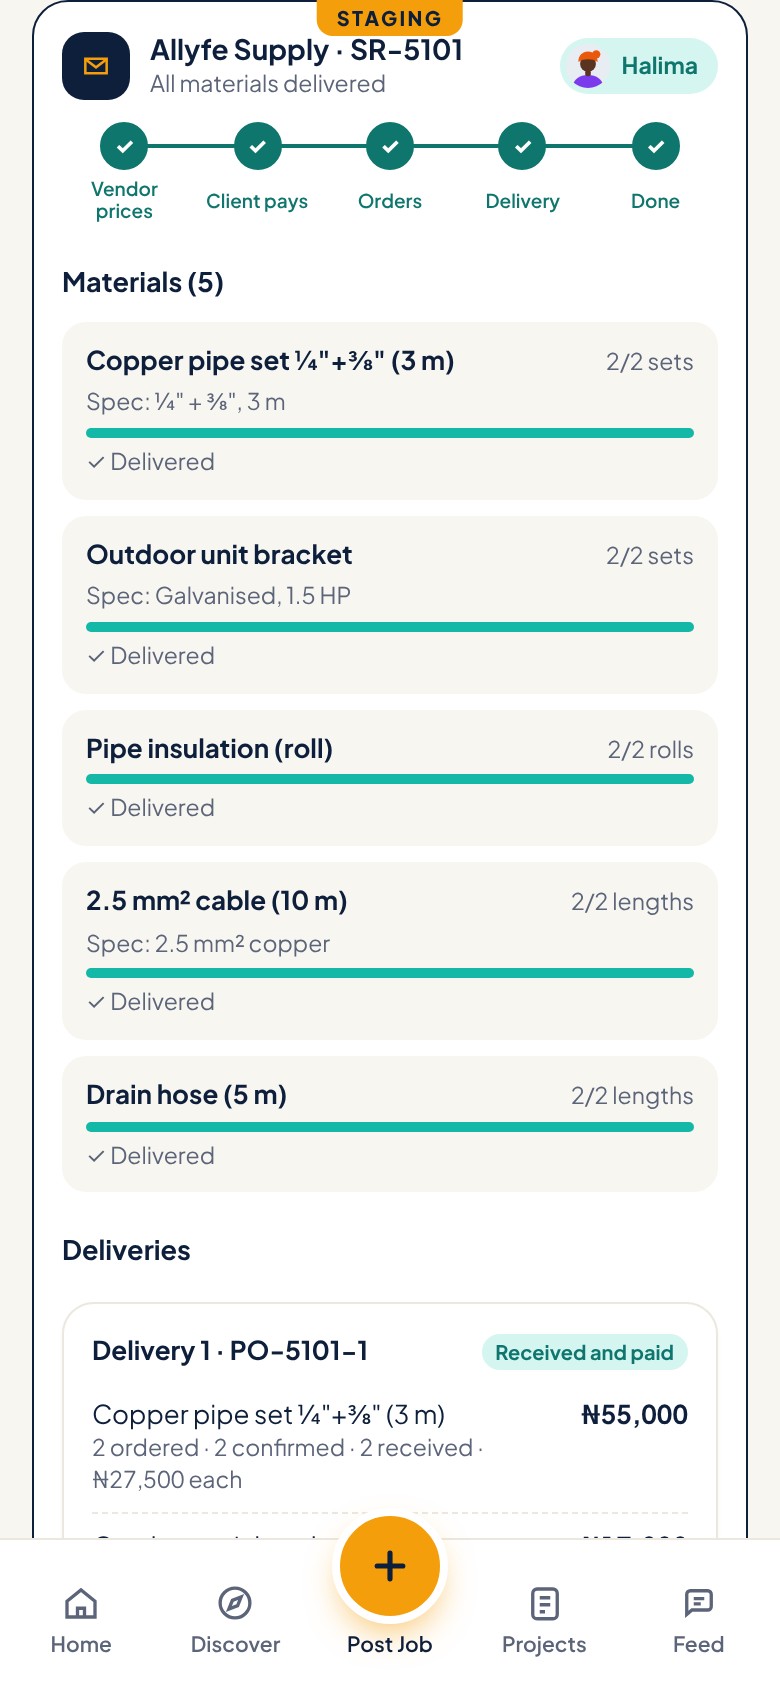 STAGING
Allyfe Supply · SR-5101
All materials delivered
Halima
Vendor
prices
Client pays
Orders
Delivery
Done
Materials (5)
Copper pipe set ¼"+⅜" (3 m)
2/2 sets
Spec: ¼" + ⅜", 3 m
✓ Delivered
Outdoor unit bracket
2/2 sets
Spec: Galvanised, 1.5 HP
✓ Delivered
Pipe insulation (roll)
2/2 rolls
✓ Delivered
2.5 mm² cable (10 m)
2/2 lengths
Spec: 2.5 mm² copper
✓ Delivered
Drain hose (5 m)
2/2 lengths
✓ Delivered
Deliveries
Delivery 1 · PO-5101-1
Received and paid
Copper pipe set ¼"+⅜" (3 m)
₦55,000
2 ordered · 2 confirmed · 2 received ·
₦27,500 each
Home
Discover
Post Job
Projects
Feed